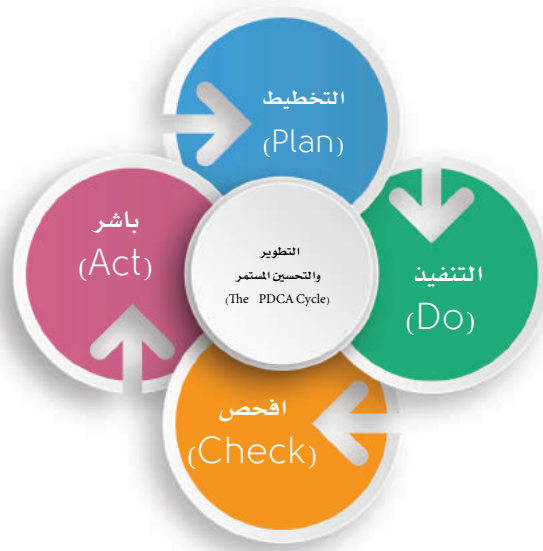 التخطيط
(Plan)
التنفيذ
(Do)
افحص
(Check)
باشر
(Act)
التطوير
والتحسين المستمر
(The PDCA Cycle)